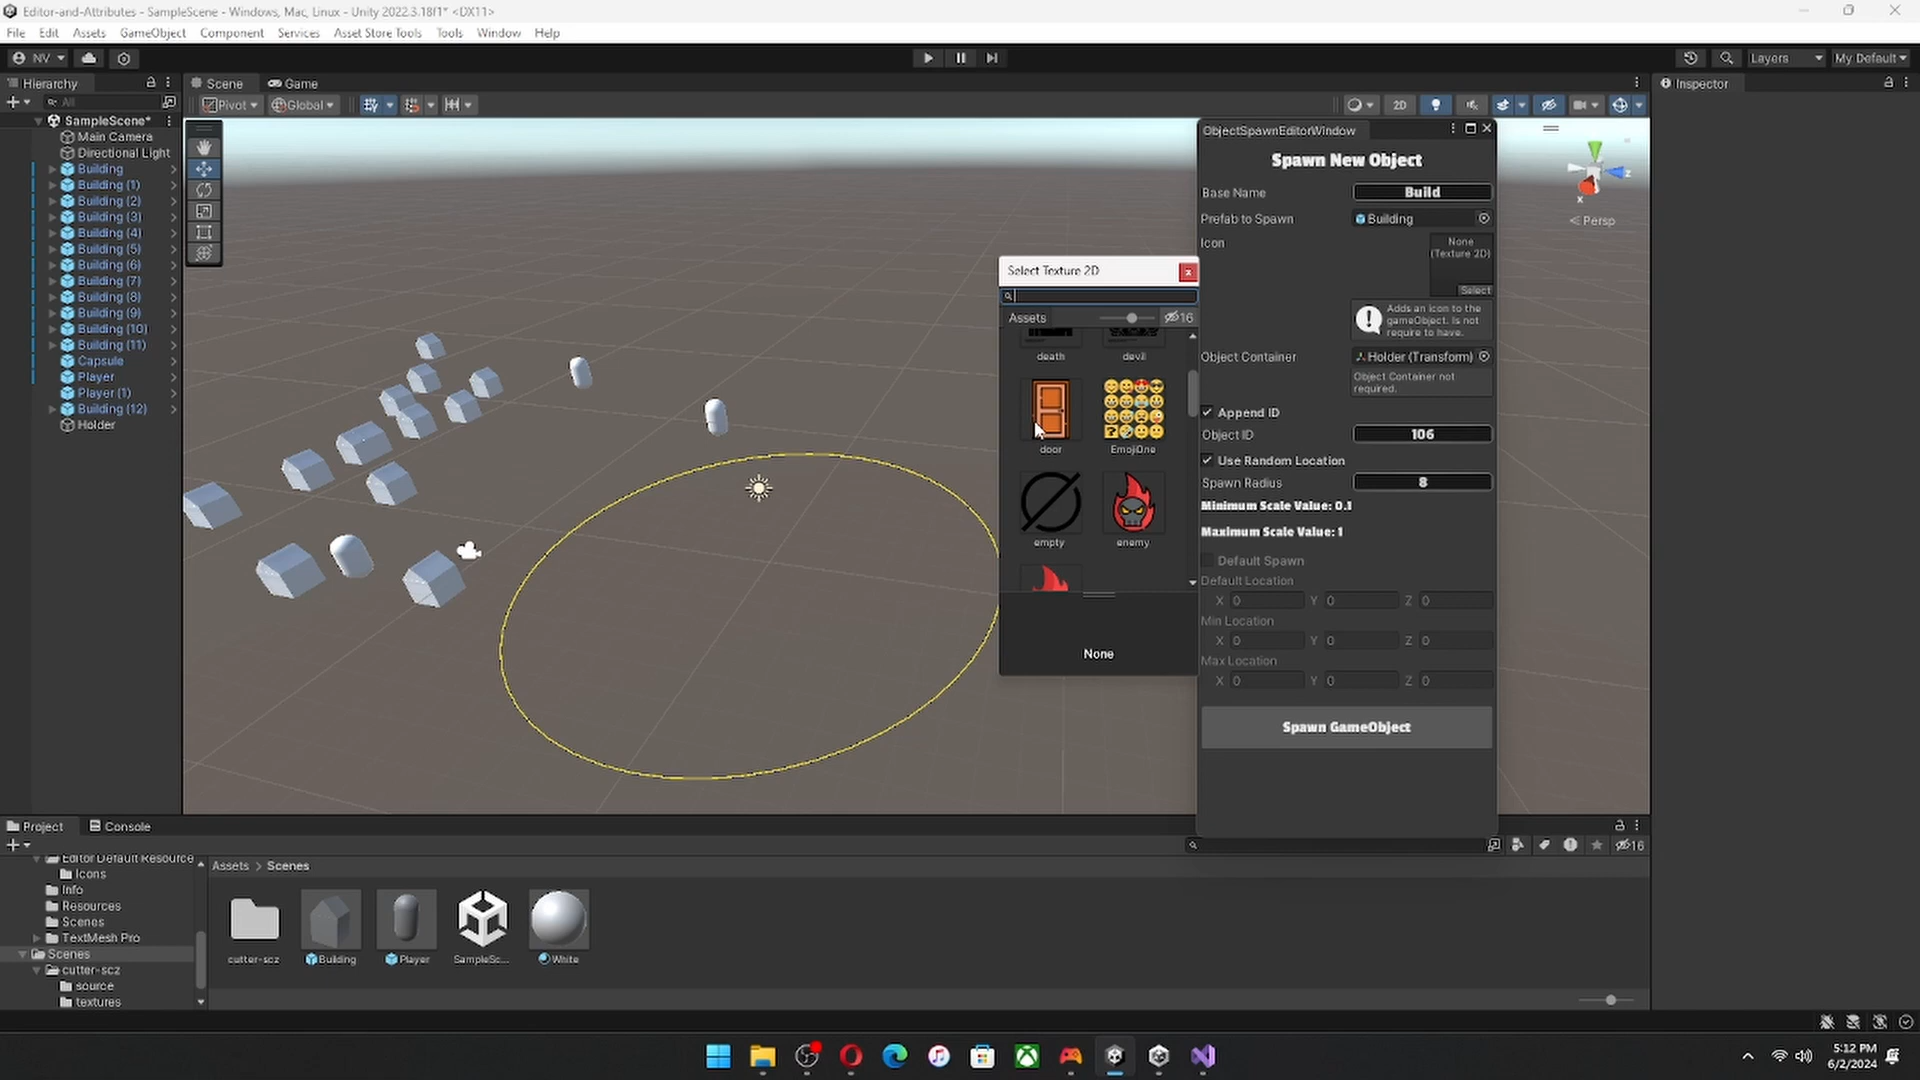 Editor-and-Attributes - SampleScene - Windows, Mac, Linux - Unity 2022.3.18f1* <DX11>
File Edit Assets GameObject Component Services Asset Store Tools Tools Window Help
NV
Layers
My Default
Hierarchy
Scene
Game
Inspector
All
Pivot
Global
2D
SampleScene*
Main Camera
Directional Light
Building
Building (1)
Building (2)
Building (3)
Building (4)
Building (5)
Building (6)
Building (7)
Building (8)
Building (9)
Building (10)
Building (11)
Capsule
Player
Player (1)
Building (12)
Holder
z
x
< Persp
Select Texture 2D
Assets
16
death
devil
door
EmojiOne
empty
enemy
None
ObjectSpawnEditorWindow
Spawn New Object
Base Name
Build
Prefab to Spawn
Building
Icon
None
(Texture 2D)
Select
Adds an icon to the
gameObject. Is not
require to have.
Object Container
Holder (Transform)
Object Container not
required.
Append ID
Object ID
106
Use Random Location
Spawn Radius
8
Minimum Scale Value: 0.1
Maximum Scale Value: 1
Default Spawn
Default Location
X 0 Y 0 Z 0
Min Location
X 0 Y 0 Z 0
Max Location
X 0 Y 0 Z 0
Spawn GameObject
Project
Console
16
Editor Default Resource
Icons
Info
Resources
Scenes
TextMesh Pro
Scenes
cutter-scz
source
textures
Assets > Scenes
cutter-scz
Building
Player
SampleSc...
White
5:12 PM
6/2/2024